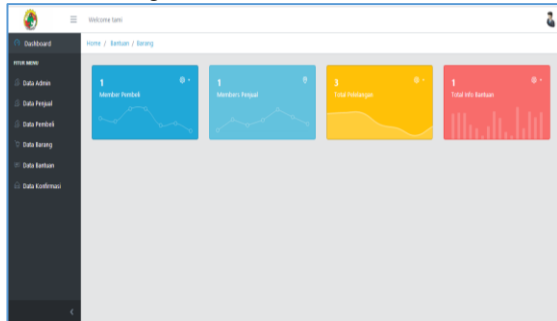 Welcome tami
Dashboard
Home / Bantuan / Barang
FITUR MENU
Data Admin
Data Penjual
Data Pembeli
Data Barang
Data Bantuan
Data Konfirmasi
1
Member Pembeli
1
Members Penjual
3
Total Pelanggan
1
Total Info Bantuan